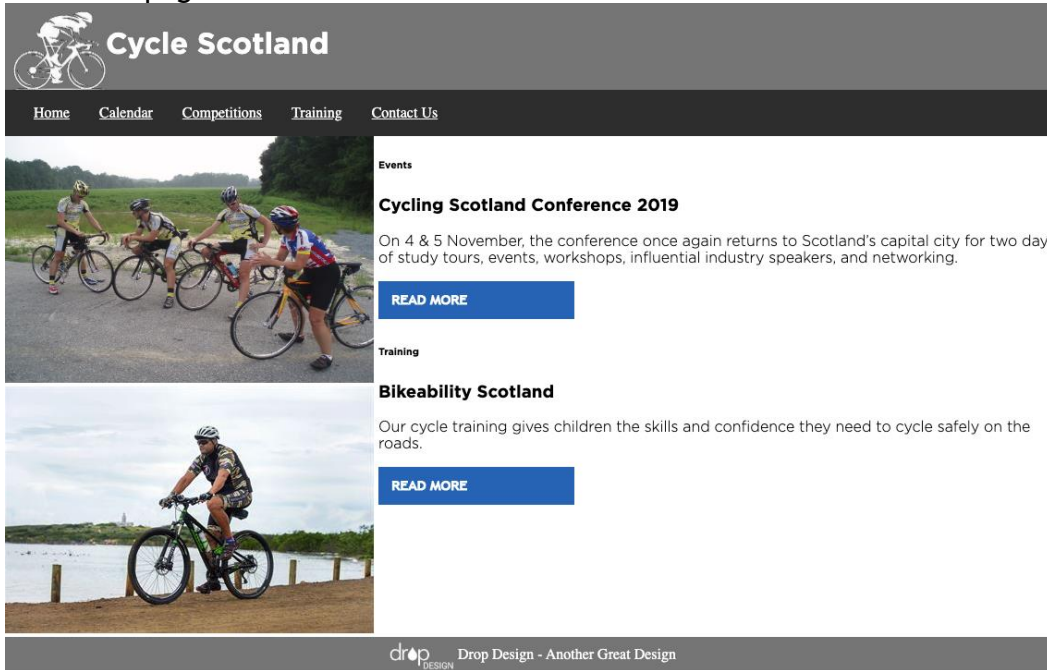 Cycle Scotland
Home Calendar Competitions Training Contact Us
Events
Cycling Scotland Conference 2019
On 4 & 5 November, the conference once again returns to Scotland's capital city for two day
of study tours, events, workshops, influential industry speakers, and networking.
READ MORE
Training
Bikeability Scotland
Our cycle training gives children the skills and confidence they need to cycle safely on the
roads.
READ MORE
drop DESIGN Drop Design - Another Great Design